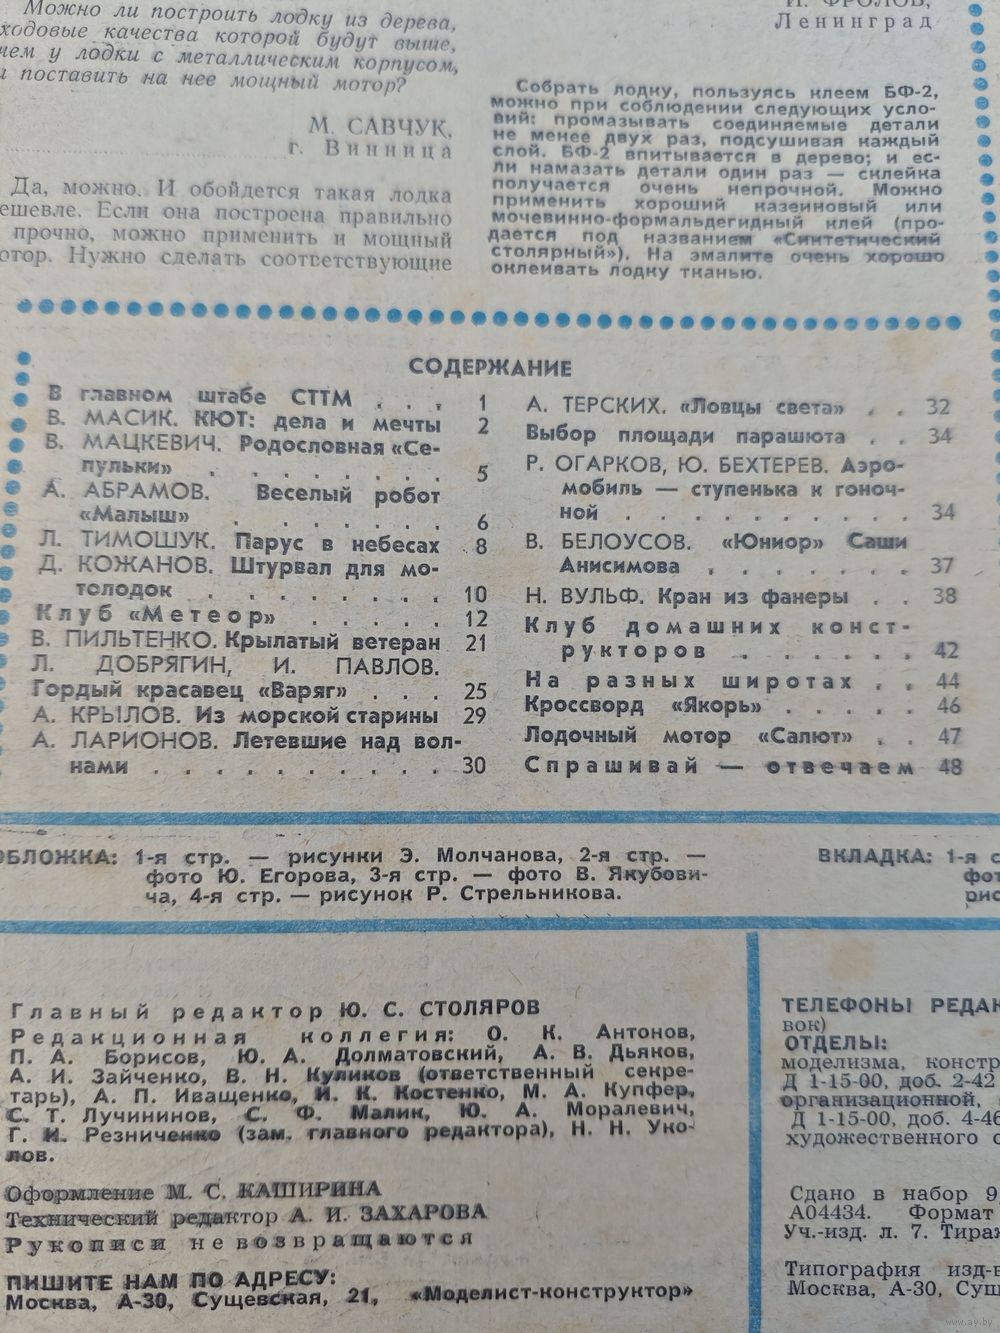 Можно ли построить лодку из дерева,
ходовые качества которой будут выше,
чем у лодки с металлическим корпусом,
и поставить на нее мощный мотор?
М. САВЧУК,
г. Винница
Да, можно. И обойдется такая лодка
ешевле. Если она построена правильно
прочно, можно применить и мощный
отор. Нужно сделать соответствующие
И. ФРОЛОВ,
Ленинград
Собрать лодку, пользуясь клеем БФ-2,
можно при соблюдении следующих усло-
вий: промазывать соединяемые детали
не менее двух раз, подсушивая каждый
слой. БФ-2 впитывается в дерево; и ес-
ли намазать детали один раз — склейка
получается очень непрочной. Можно
применить хороший казеиновый или
мочевинно-формальдегидный клей (про-
дается под названием «Синтетический
столярный»). На эмалите очень хорошо
оклеивать лодку тканью.
СОДЕРЖАНИЕ
В главном штабе СТТМ . . . 1
В. МАСИК. КЮТ: дела и мечты 2
В. МАЦКЕВИЧ. Родословная «Се-
пульки» . . . . . . . 5
А. АБРАМОВ. Веселый робот
«Малыш» . . . . . . . 6
Л. ТИМОШУК. Парус в небесах 8
Д. КОЖАНОВ. Штурвал для мо-
толодок . . . . . . . . 10
Клуб «Метеор» . . . . . 12
В. ПИЛЬТЕНКО. Крылатый ветеран 21
Л. ДОБРЯГИН, И. ПАВЛОВ.
Гордый красавец «Варяг» . . . 25
А. КРЫЛОВ. Из морской старины 29
А. ЛАРИОНОВ. Летевшие над вол-
нами . . . . . . . . . . 30
А. ТЕРСКИХ. «Ловцы света» . . 32
Выбор площади парашюта . . 34
Р. ОГАРКОВ, Ю. БЕХТЕРЕВ. Аэро-
мобиль — ступенька к гоноч-
ной . . . . . . . . . . 34
В. БЕЛОУСОВ. «Юниор» Саши
Анисимова . . . . . . . 37
Н. ВУЛЬФ. Кран из фанеры . . 38
Клуб домашних конст-
рукторов . . . . . . 42
На разных широтах . . 44
Кроссворд «Якорь» . . . . . 46
Лодочный мотор «Салют» . . 47
Спрашивай — отвечаем 48
ОБЛОЖКА: 1-я стр. — рисунки Э. Молчанова, 2-я стр. —
фото Ю. Егорова, 3-я стр. — фото В. Якубови-
ча, 4-я стр. — рисунок Р. Стрельникова.
ВКЛАДКА: 1-я с
фот
рис
Главный редактор Ю. С. СТОЛЯРОВ
Редакционная коллегия: О. К. Антонов,
П. А. Борисов, Ю. А. Долматовский, А. В. Дьяков,
А. И. Зайченко, В. Н. Куликов (ответственный секре-
тарь), А. П. Иващенко, И. К. Костенко, М. А. Купфер,
С. Т. Лучининов, С. Ф. Малик, Ю. А. Моралевич,
Г. И. Резниченко (зам. главного редактора), Н. Н. Уко-
лов.
Оформление М. С. КАШИРИНА
Технический редактор А. И. ЗАХАРОВА
Рукописи не возвращаются
ПИШИТЕ НАМ ПО АДРЕСУ:
Москва, А-30, Сущевская, 21, «Моделист-конструктор»
ТЕЛЕФОНЫ РЕДАК
вок)
ОТДЕЛЫ:
моделизма, констр
Д 1-15-00, доб. 2-42
организационной,
Д 1-15-00, доб. 4-46
художественного о
Сдано в набор 9
А04434. Формат
Уч.-изд. л. 7. Тираж
Типография изд-в
Москва, А-30, Сущ
www.ay.by